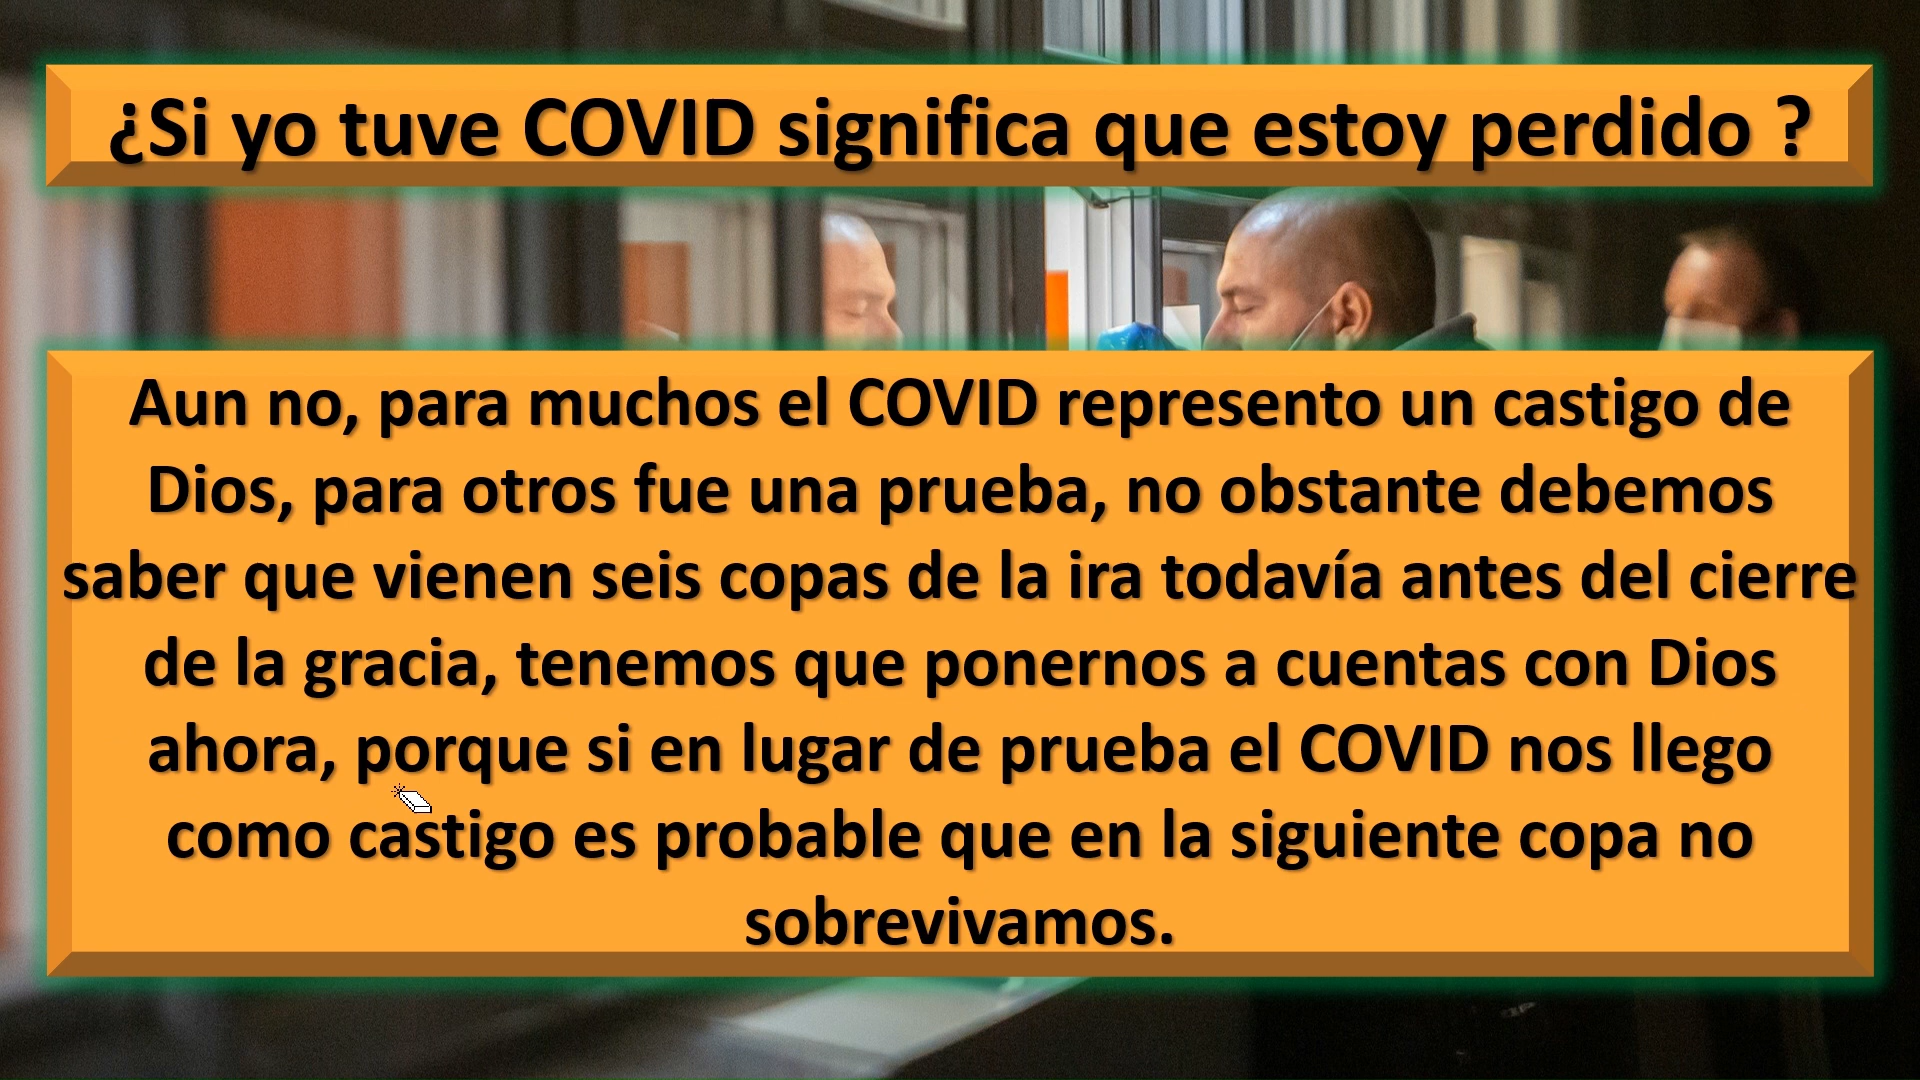 ¿Si yo tuve COVID significa que estoy perdido ?
Aun no, para muchos el COVID represento un castigo de
Dios, para otros fue una prueba, no obstante debemos
saber que vienen seis copas de la ira todavía antes del cierre
de la gracia, tenemos que ponernos a cuentas con Dios
ahora, porque si en lugar de prueba el COVID nos llego
como castigo es probable que en la siguiente copa no
sobrevivamos.